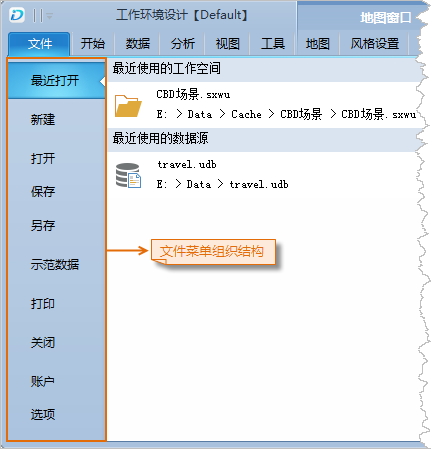 工作环境设计【Default】
地图窗口
文件 开始 数据 分析 视图 工具 地图 风格设置
最近打开
新建
打开
保存
另存
示范数据
打印
关闭
账户
选项
最近使用的工作空间
CBD场景.sxwu
E: > Data > Cache > CBD场景 > CBD场景.sxwu
最近使用的数据源
travel.udb
E: > Data > travel.udb
文件菜单组织结构